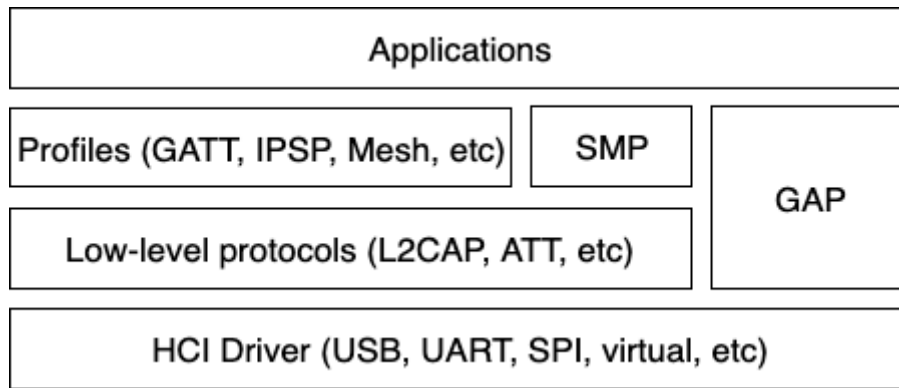 Applications
Profiles (GATT, IPSP, Mesh, etc)
SMP
GAP
Low-level protocols (L2CAP, ATT, etc)
HCI Driver (USB, UART, SPI, virtual, etc)